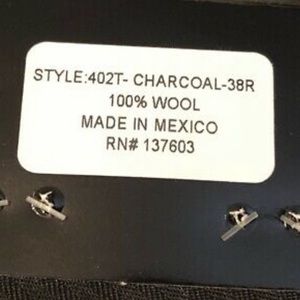 STYLE:402T- CHARCOAL-38R
100% WOOL
MADE IN MEXICO
RN# 137603